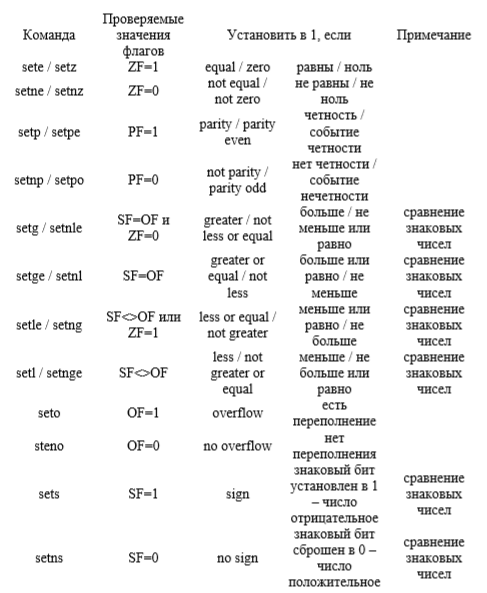 Команда Проверяемые значения флагов Установить в 1, если Примечание
sete / setz ZF=1 equal / zero равны / ноль
setne / setnz ZF=0 not equal / not zero не равны / не ноль
setp / setpe PF=1 parity / parity even четность / событие четности
setnp / setpo PF=0 not parity / parity odd нет четности / событие нечетности
setg / setnle SF=OF и ZF=0 greater / not less or equal больше / не меньше или равно сравнение знаковых чисел
setge / setnl SF=OF greater or equal / not less больше или равно / не меньше сравнение знаковых чисел
setle / setng SF<>OF или ZF=1 less or equal / not greater меньше или равно / не больше сравнение знаковых чисел
setl / setnge SF<>OF less / not greater or equal меньше / не больше или равно сравнение знаковых чисел
seto OF=1 overflow есть переполнение
steno OF=0 no overflow нет переполнения
sets SF=1 sign знаковый бит установлен в 1 – число отрицательное сравнение знаковых чисел
setns SF=0 no sign знаковый бит сброшен в 0 – число положительное сравнение знаковых чисел